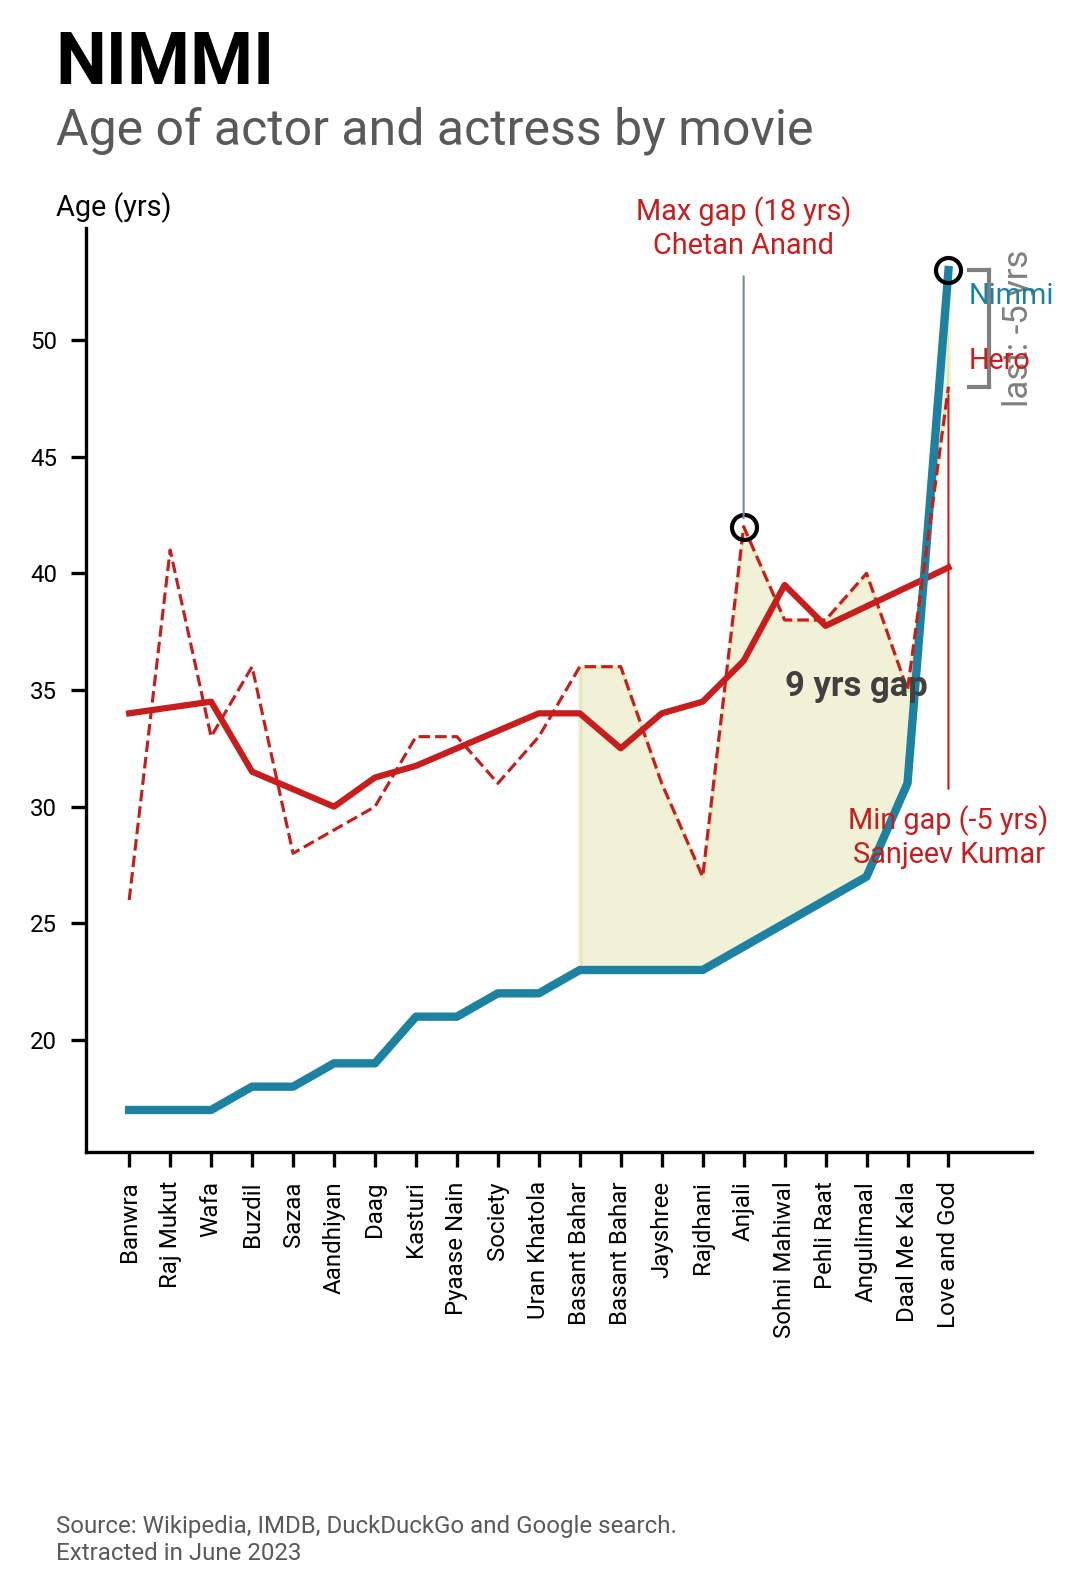 NIMMI
Age of actor and actress by movie
Age (yrs)
Max gap (18 yrs)
Chetan Anand
last: -5 yrs
Nimmi
Hero
50
45
40
35
30
25
20
9 yrs gap
Min gap (-5 yrs)
Sanjeev Kumar
Banwra
Raj Mukut
Wafa
Buzdil
Sazaa
Aandhiyan
Daag
Kasturi
Pyaase Nain
Society
Uran Khatola
Basant Bahar
Basant Bahar
Jayshree
Rajdhani
Anjali
Sohni Mahiwal
Pehli Raat
Angulimaal
Daal Me Kala
Love and God
Source: Wikipedia, IMDB, DuckDuckGo and Google search.
Extracted in June 2023